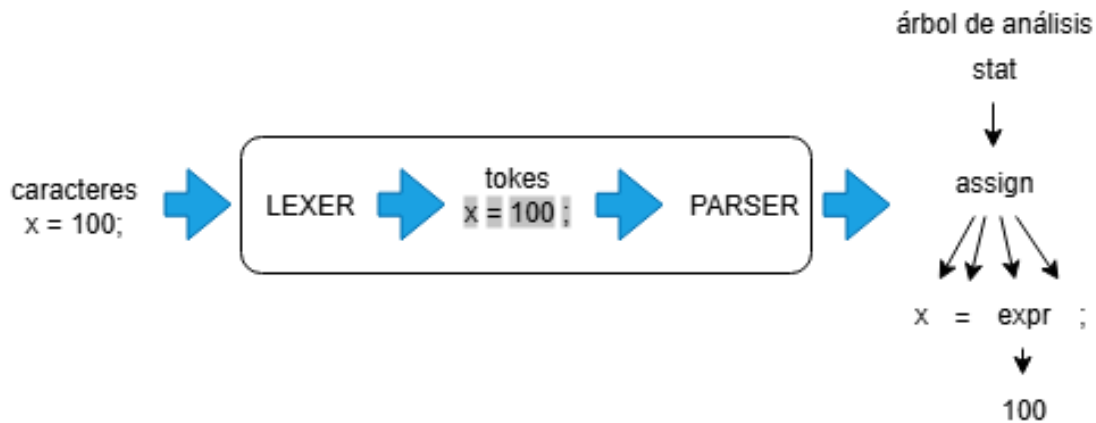 caracteres
x = 100;
LEXER
tokes
x = 100 ;
PARSER
árbol de análisis
stat
assign
x = expr ;
100